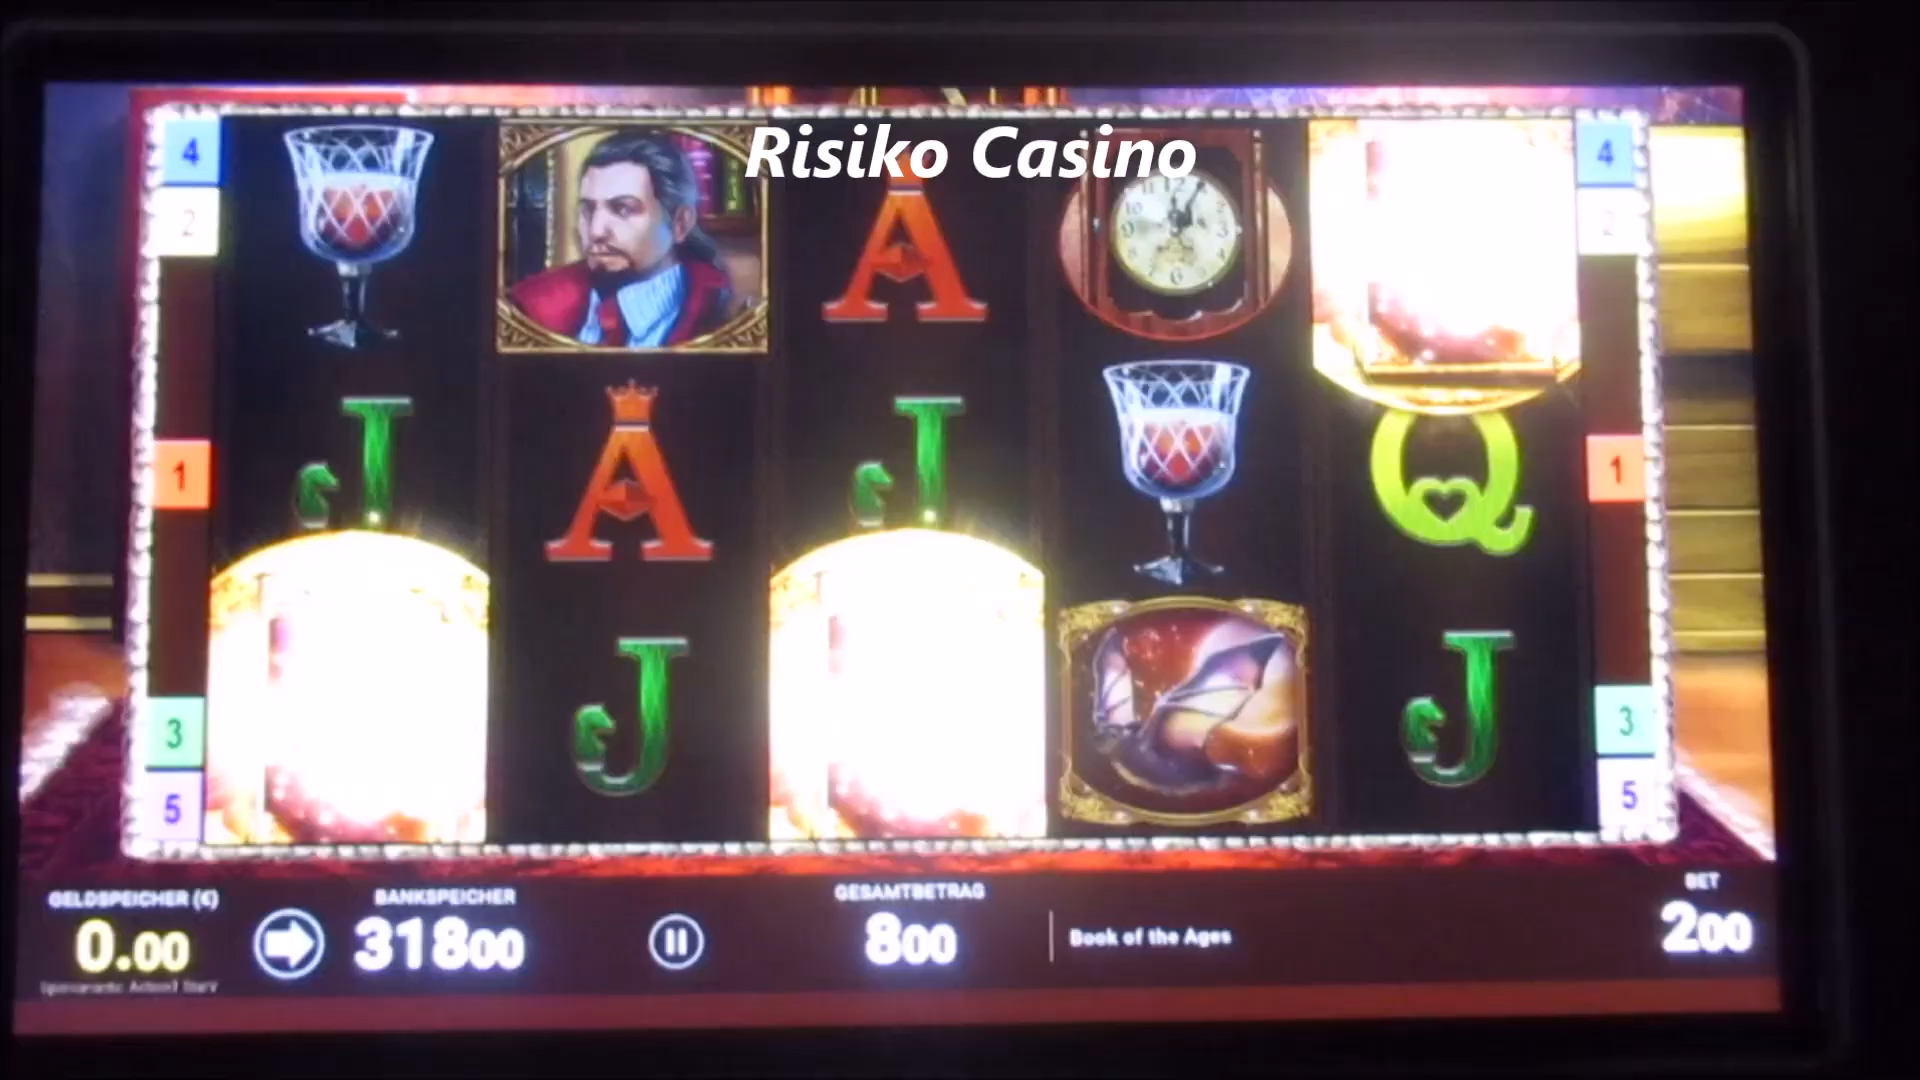 Risiko Casino
4
4
2
2
A
J
A
J
Q
1
1
J
J
3
3
5
5
GELDSPEICHER (€)
BANKSPEICHER
GESAMTBETRAG
BET
0.00
31800
800
Book of the Ages
200